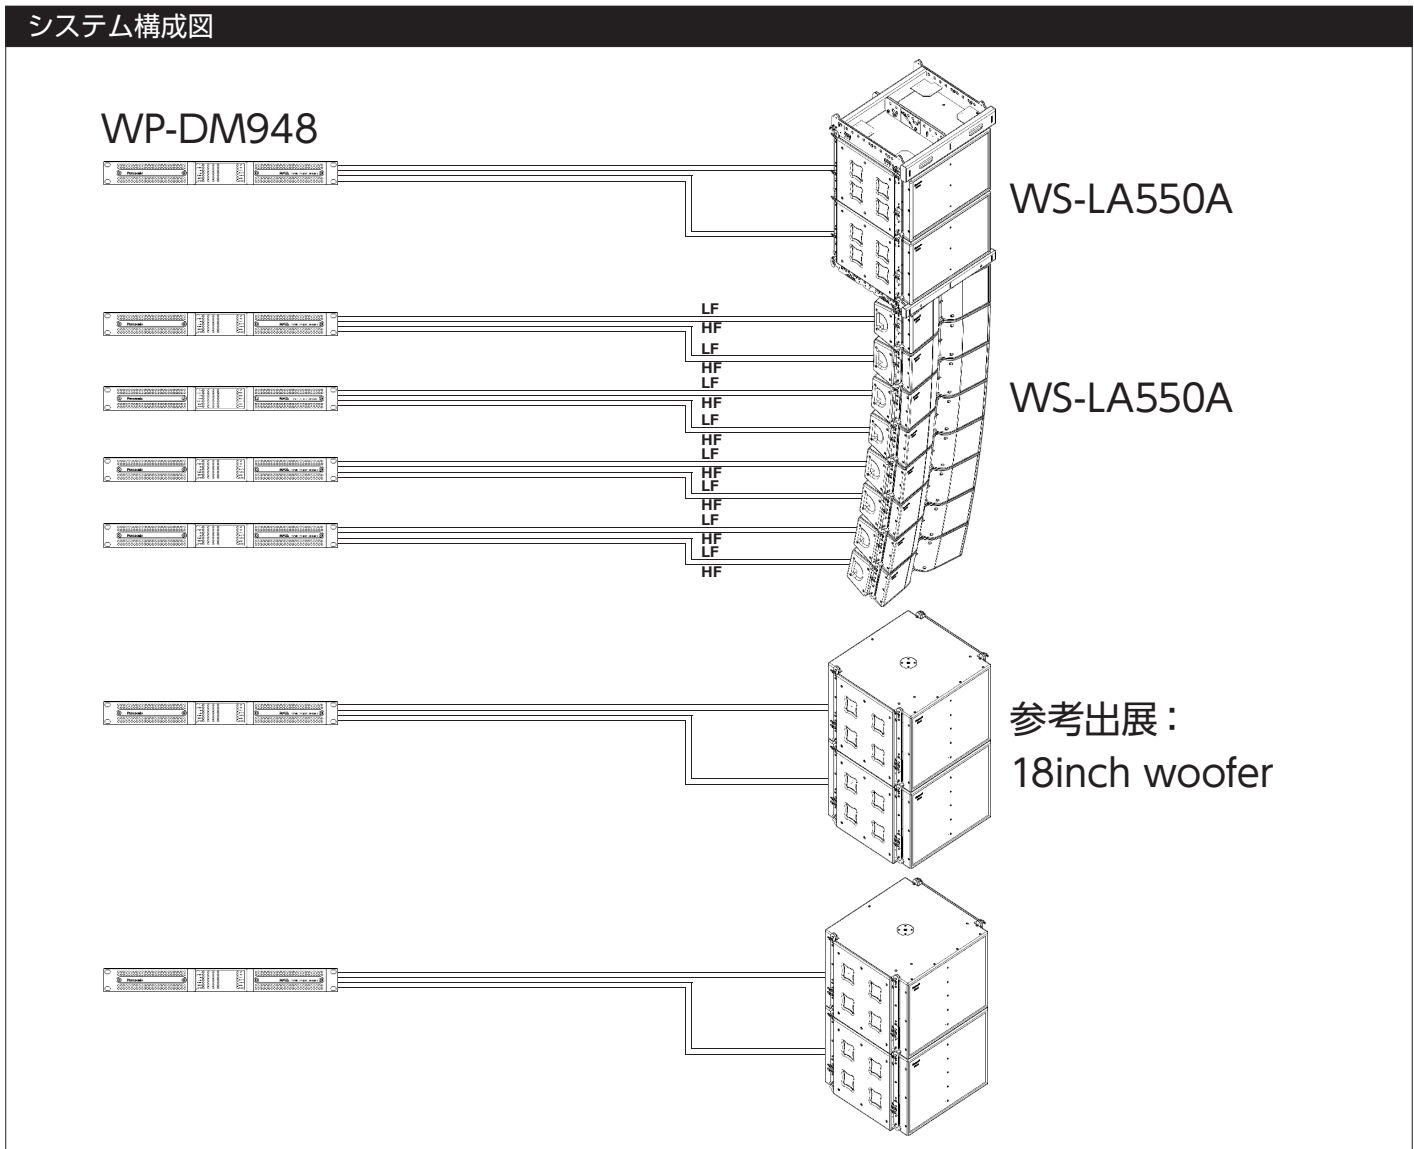 システム構成図
WP-DM948
WS-LA550A
LF
HF
LF
HF
WS-LA550A
LF
HF
LF
HF
LF
HF
LF
HF
LF
HF
LF
HF
参考出展：
18inch woofer